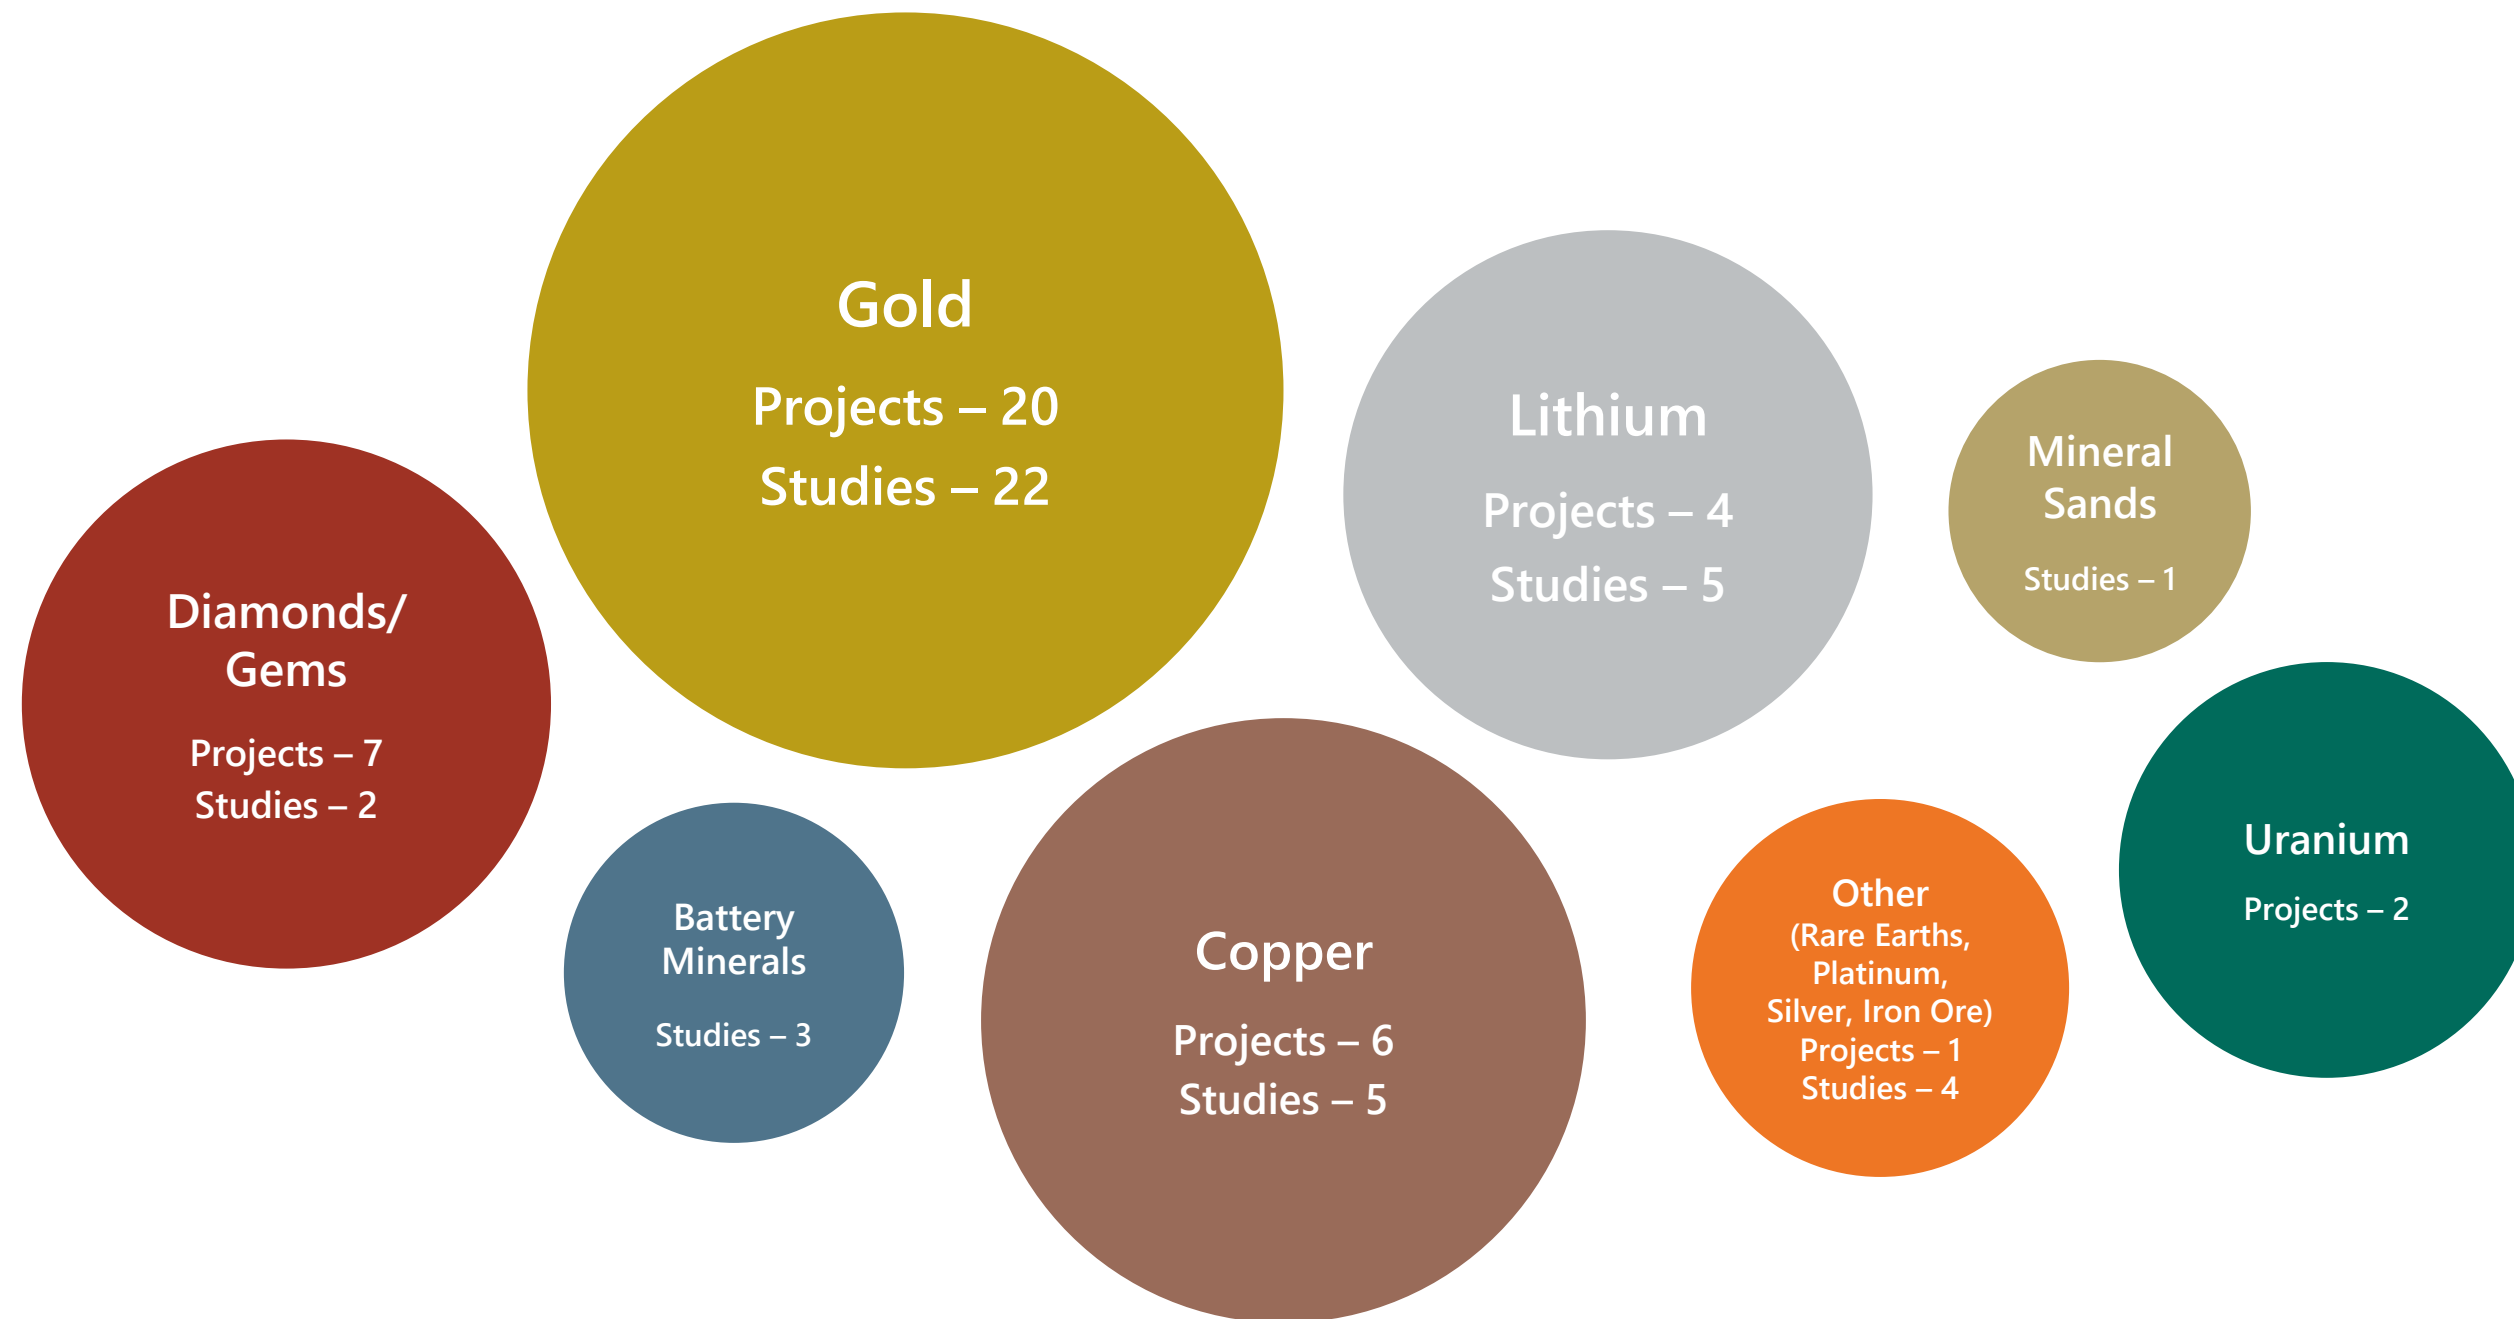 Gold
Projects – 20
Studies – 22
Lithium
Projects – 4
Studies – 5
Mineral
Sands
Studies – 1
Diamonds/
Gems
Projects – 7
Studies – 2
Battery
Minerals
Studies – 3
Copper
Projects – 6
Studies – 5
Other
(Rare Earths,
Platinum,
Silver, Iron Ore)
Projects – 1
Studies – 4
Uranium
Projects – 2